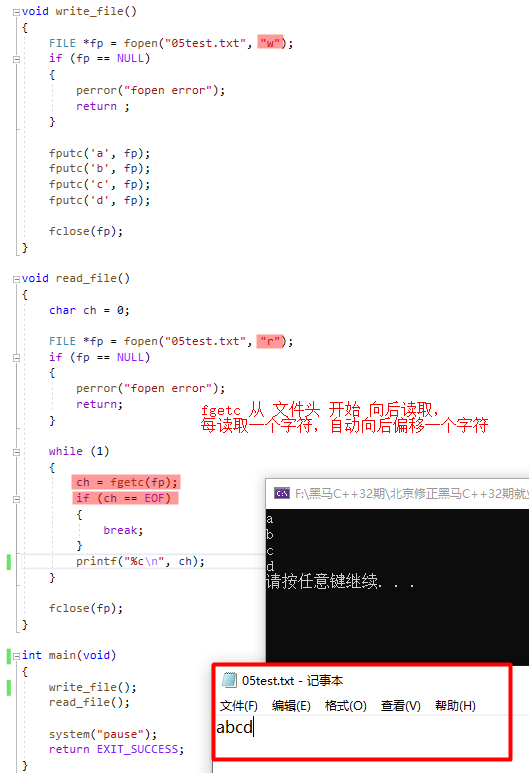 void write_file()
{
FILE *fp = fopen("05test.txt", "w");
if (fp == NULL)
{
perror("fopen error");
return ;
}
fputc('a', fp);
fputc('b', fp);
fputc('c', fp);
fputc('d', fp);
fclose(fp);
}
void read_file()
{
char ch = 0;
FILE *fp = fopen("05test.txt", "r");
if (fp == NULL)
{
perror("fopen error");
return;
}
fgetc 从 文件头 开始 向后读取，
每读取一个字符，自动向后偏移一个字符
while (1)
{
ch = fgetc(fp);
if (ch == EOF)
{
break;
}
printf("%c\n", ch);
}
fclose(fp);
}
int main(void)
{
write_file();
read_file();
system("pause");
return EXIT_SUCCESS;
}
F:\黑马C++32期\北京修正黑马C++32期就业
a
b
c
d
请按任意键继续. . .
05test.txt - 记事本
文件(F) 编辑(E) 格式(O) 查看(V) 帮助(H)
abcd